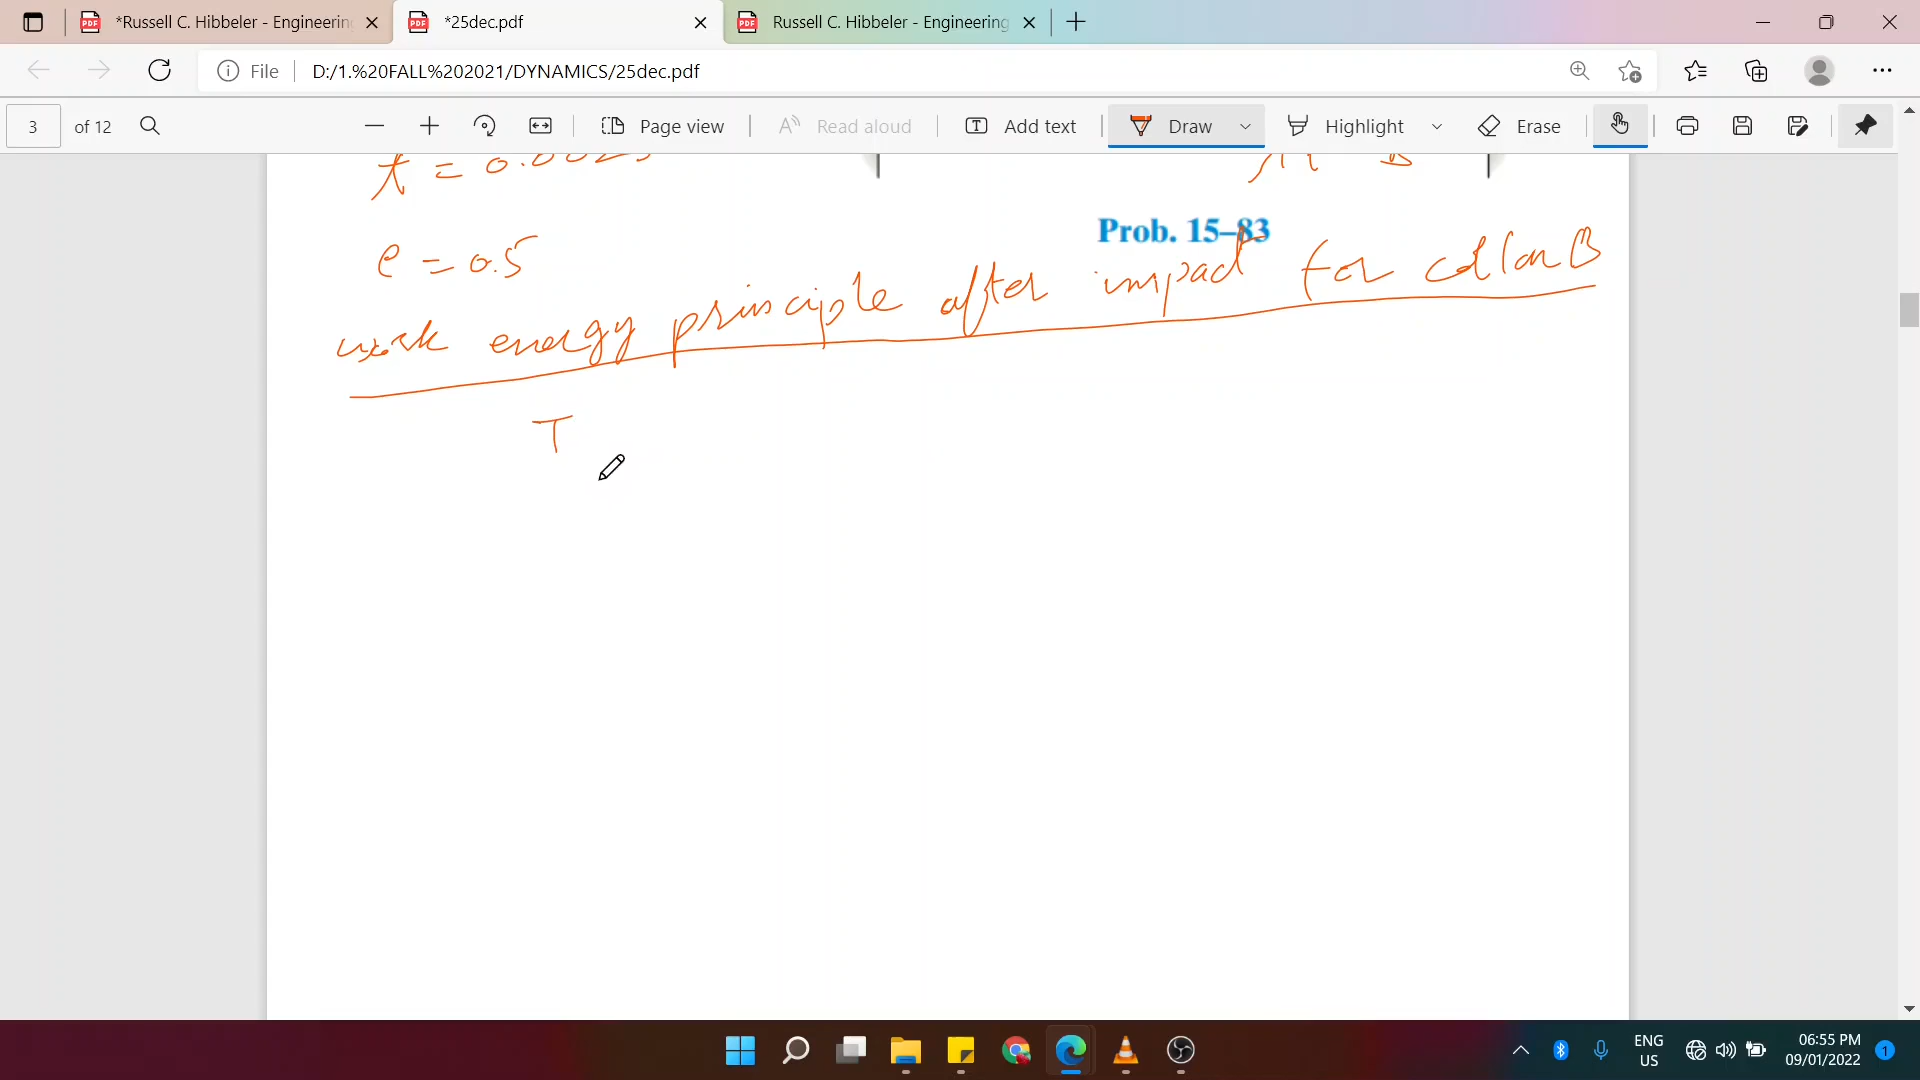 *Russell C. Hibbeler - Engineering
*25dec.pdf
Russell C. Hibbeler - Engineering
File
D:/1.%20FALL%202021/DYNAMICS/25dec.pdf
3
of 12
Page view
Read aloud
Add text
Draw
Highlight
Erase
Prob. 15–83
e = 0.5
work energy principle after impact for collar B
T
ENG
US
06:55 PM
09/01/2022
1